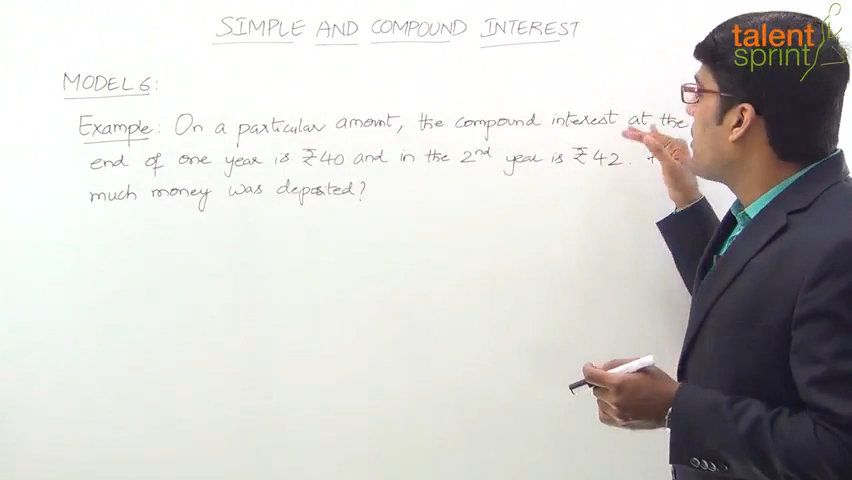 SIMPLE AND COMPOUND INTEREST
talent
sprint
MODEL 6:
Example: On a particular amount, the compound interest at the
end of one year is ₹40 and in the 2nd year is ₹42.
much money was deposited?